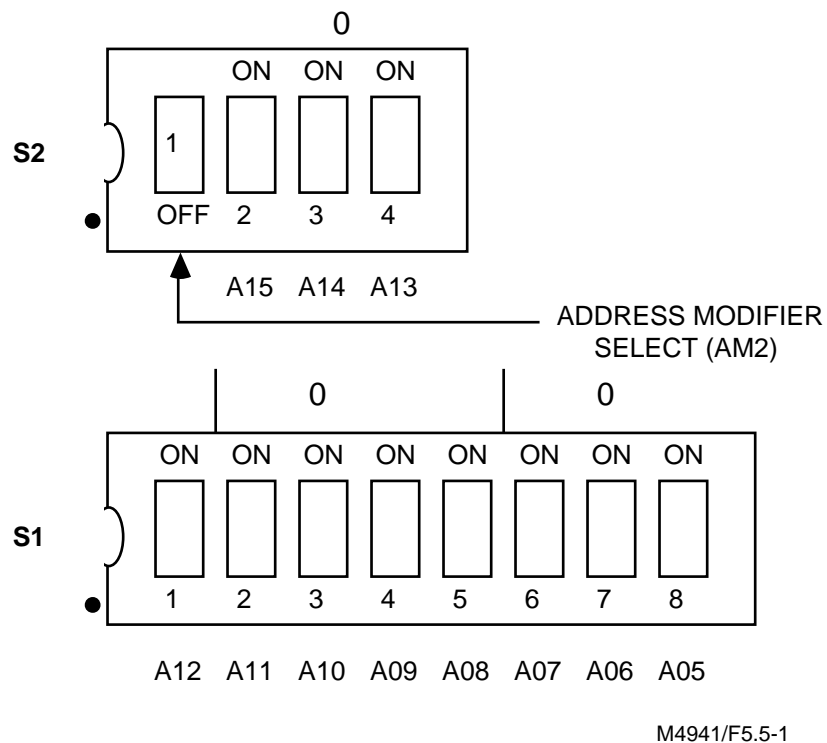 0
ON ON ON
S2
1
OFF 2 3 4
A15 A14 A13
ADDRESS MODIFIER
SELECT (AM2)
0 0
ON ON ON ON ON ON ON ON
S1
1 2 3 4 5 6 7 8
A12 A11 A10 A09 A08 A07 A06 A05
M4941/F5.5-1